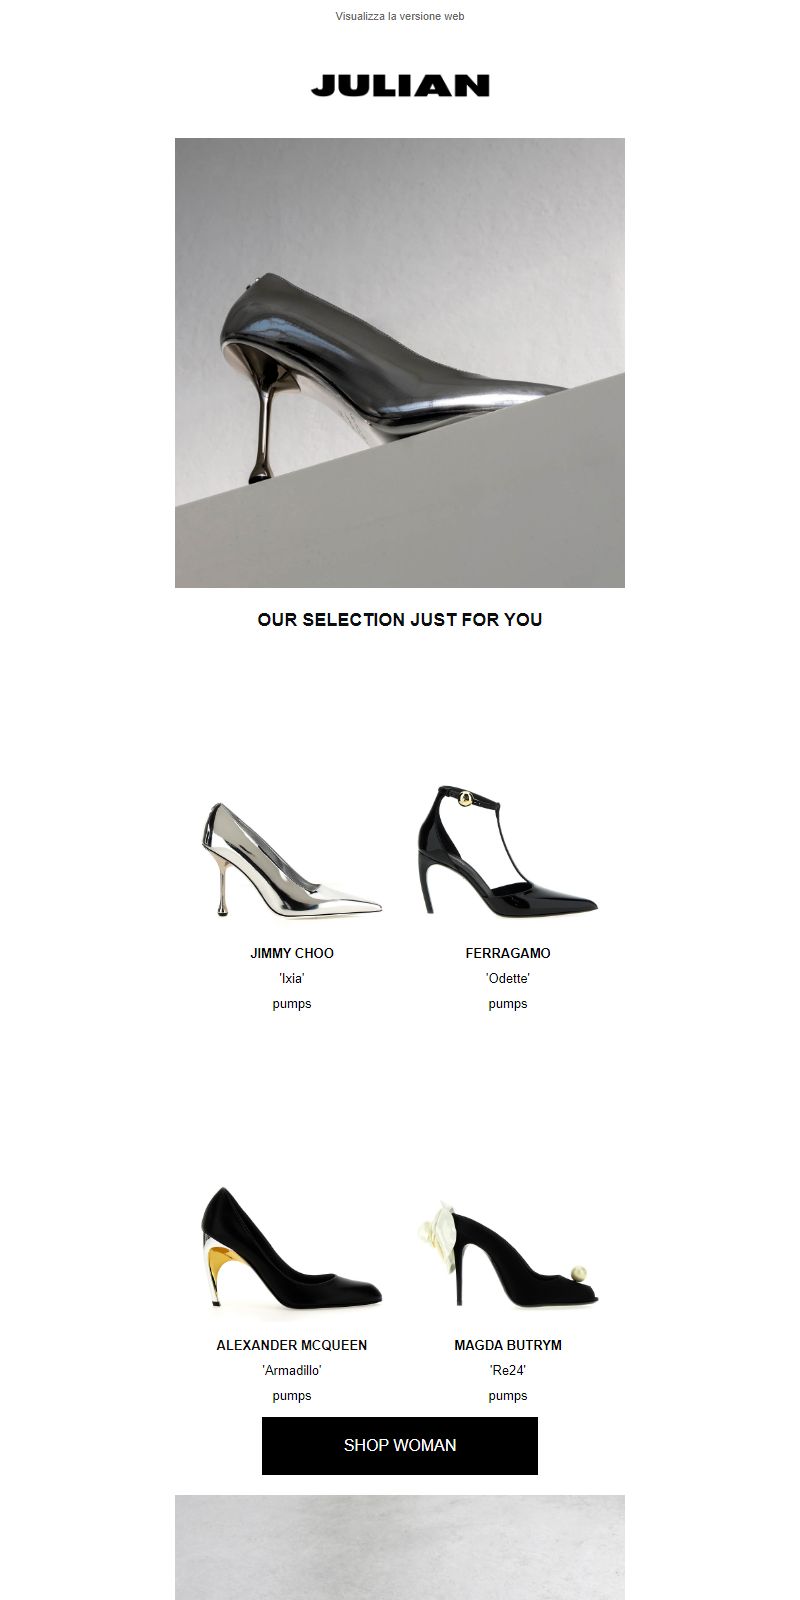 Visualizza la versione web
JULIAN
OUR SELECTION JUST FOR YOU
JIMMY CHOO
'Ixia'
pumps
FERRAGAMO
'Odette'
pumps
ALEXANDER MCQUEEN
'Armadillo'
pumps
MAGDA BUTRYM
'Re24'
pumps
SHOP WOMAN